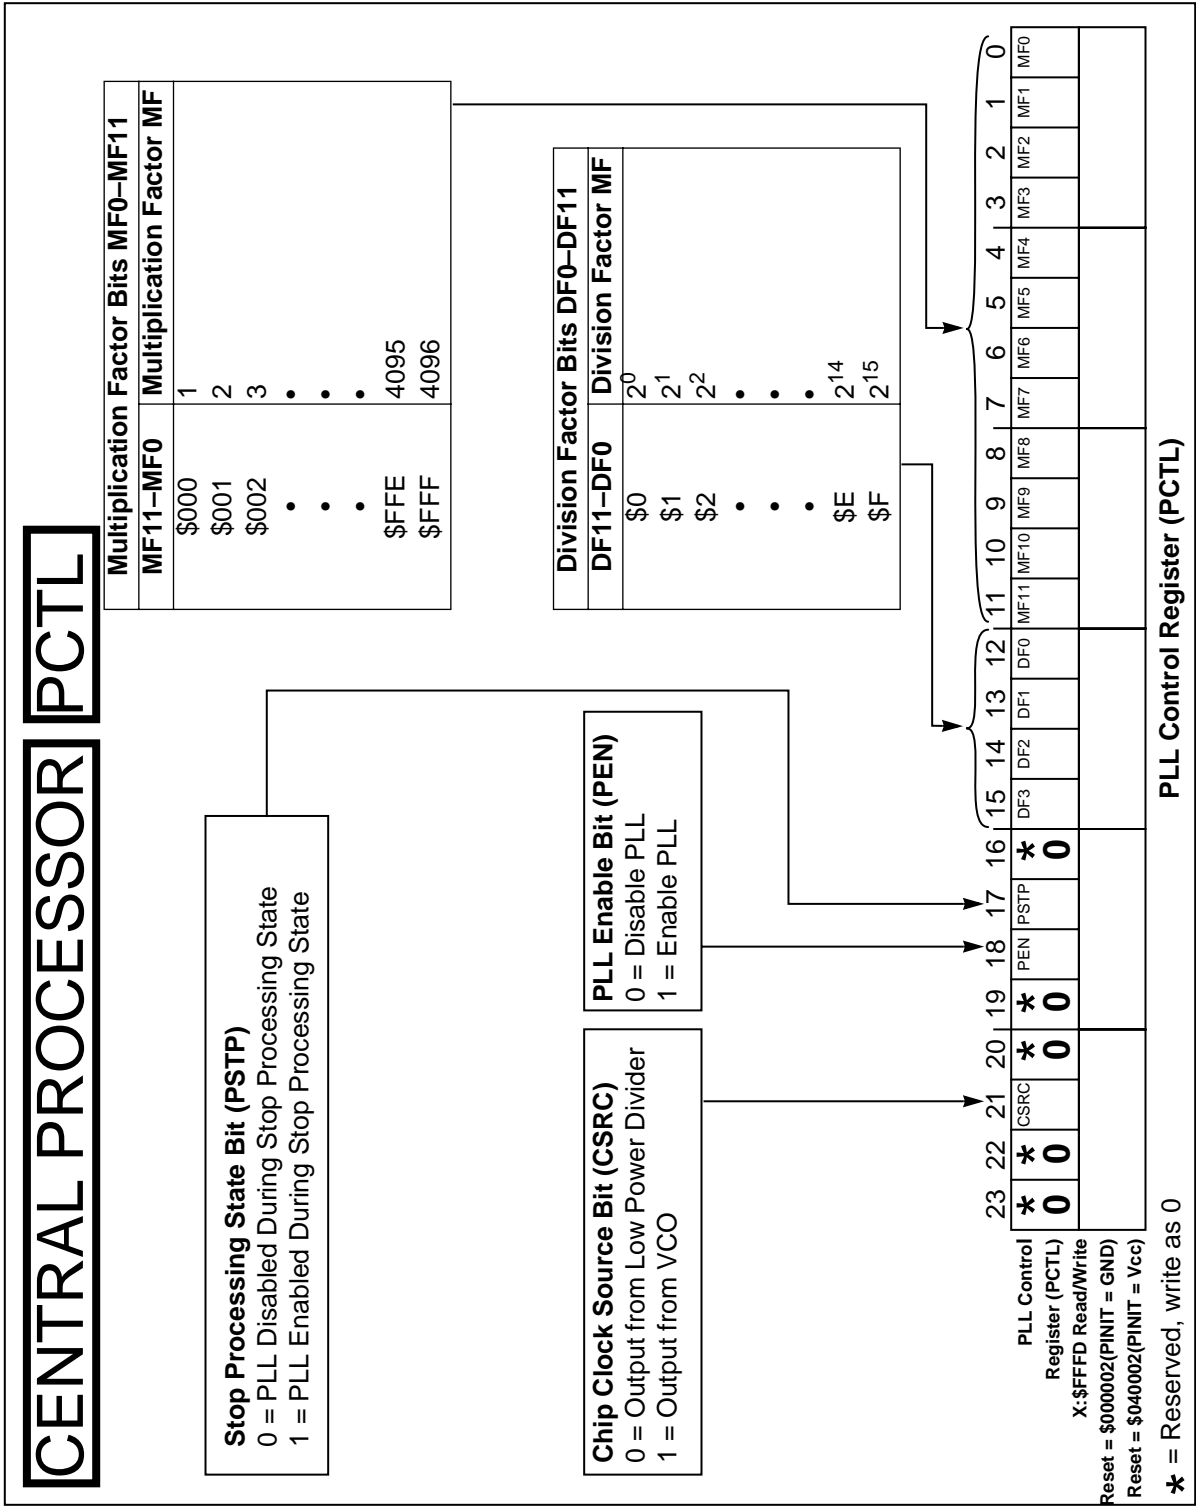 CENTRAL PROCESSOR PCTL
Stop Processing State Bit (PSTP)
0 = PLL Disabled During Stop Processing State
1 = PLL Enabled During Stop Processing State
Multiplication Factor Bits MF0–MF11
MF11–MF0 Multiplication Factor MF
$000 1
$001 2
$002 3
• •
• •
• •
$FFE 4095
$FFF 4096
Chip Clock Source Bit (CSRC)
0 = Output from Low Power Divider
1 = Output from VCO
PLL Enable Bit (PEN)
0 = Disable PLL
1 = Enable PLL
Division Factor Bits DF0–DF11
DF11–DF0 Division Factor MF
$0 2^0
$1 2^1
$2 2^2
• •
• •
• •
$E 2^14
$F 2^15
23 22 21 20 19 18 17 16 15 14 13 12 11 10 9 8 7 6 5 4 3 2 1 0
* * CSRC * * PEN PSTP * DF3 DF2 DF1 DF0 MF11 MF10 MF9 MF8 MF7 MF6 MF5 MF4 MF3 MF2 MF1 MF0
0 0 0 0 0
PLL Control
Register (PCTL)
X:$FFFD Read/Write
Reset = $000002(PINIT = GND)
Reset = $040002(PINIT = Vcc)
PLL Control Register (PCTL)
* = Reserved, write as 0